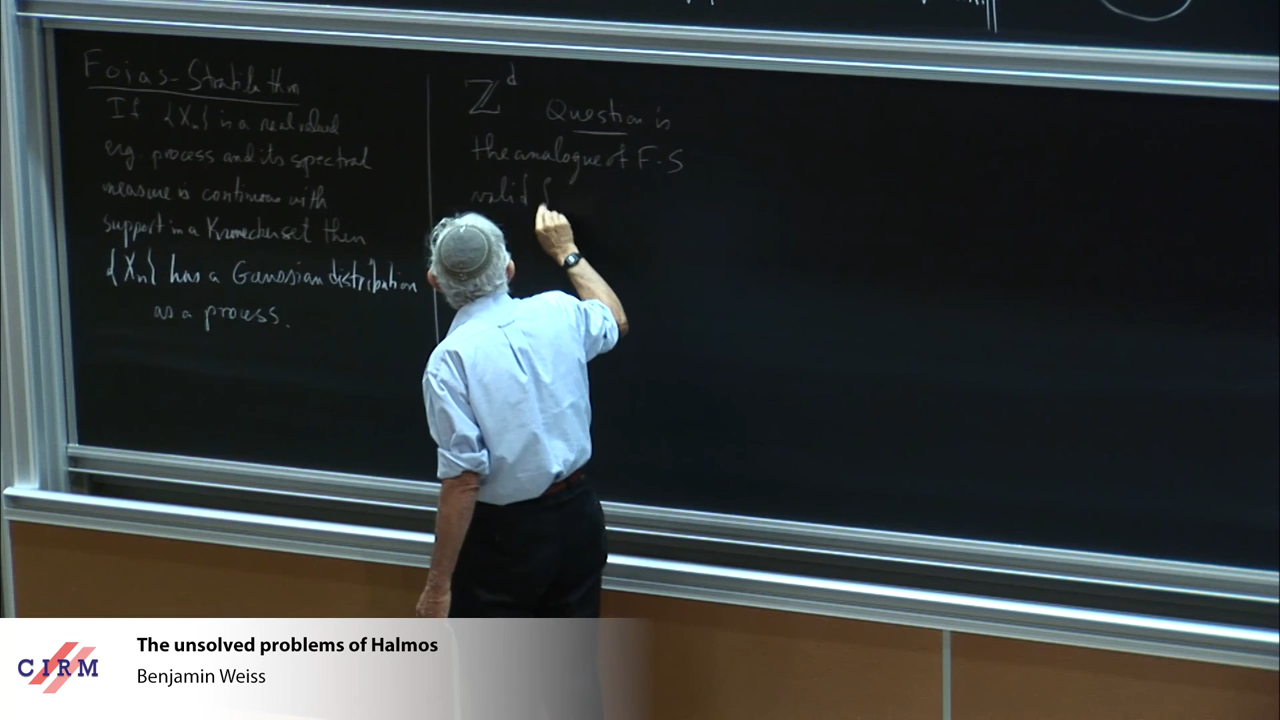 Foias-Stratila thm
If {Xn} is a real valued
erg. process and its spectral
measure is continuous with
support in a Kronecker set then
{Xn} has a Gaussian distribution
as a process.
ℤᵈ Question is
the analogue of F-S
valid f
CIRM
The unsolved problems of Halmos
Benjamin Weiss